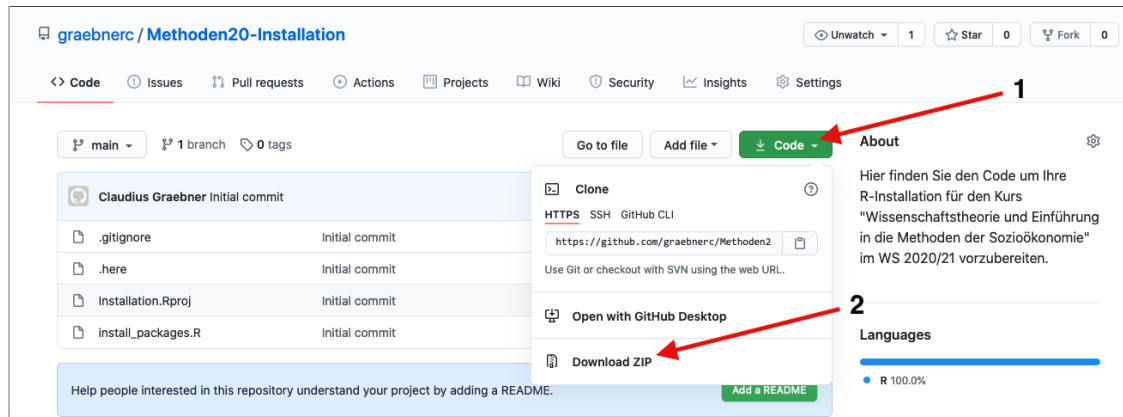 graebnerc / Methoden20-Installation
Unwatch 1 Star 0 Fork 0
Code Issues Pull requests Actions Projects Wiki Security Insights Settings
1
main 1 branch 0 tags Go to file Add file Code
Claudius Graebner Initial commit
.gitignore Initial commit
.here Initial commit
Installation.Rproj Initial commit
install_packages.R Initial commit
Help people interested in this repository understand your project by adding a README. Add a README
Clone
HTTPS SSH GitHub CLI
https://github.com/graebnerc/Methoden2
Use Git or checkout with SVN using the web URL.
Open with GitHub Desktop
2
Download ZIP
About
Hier finden Sie den Code um Ihre
R-Installation für den Kurs
"Wissenschaftstheorie und Einführung
in die Methoden der Sozioökonomie"
im WS 2020/21 vorzubereiten.
Languages
R 100.0%